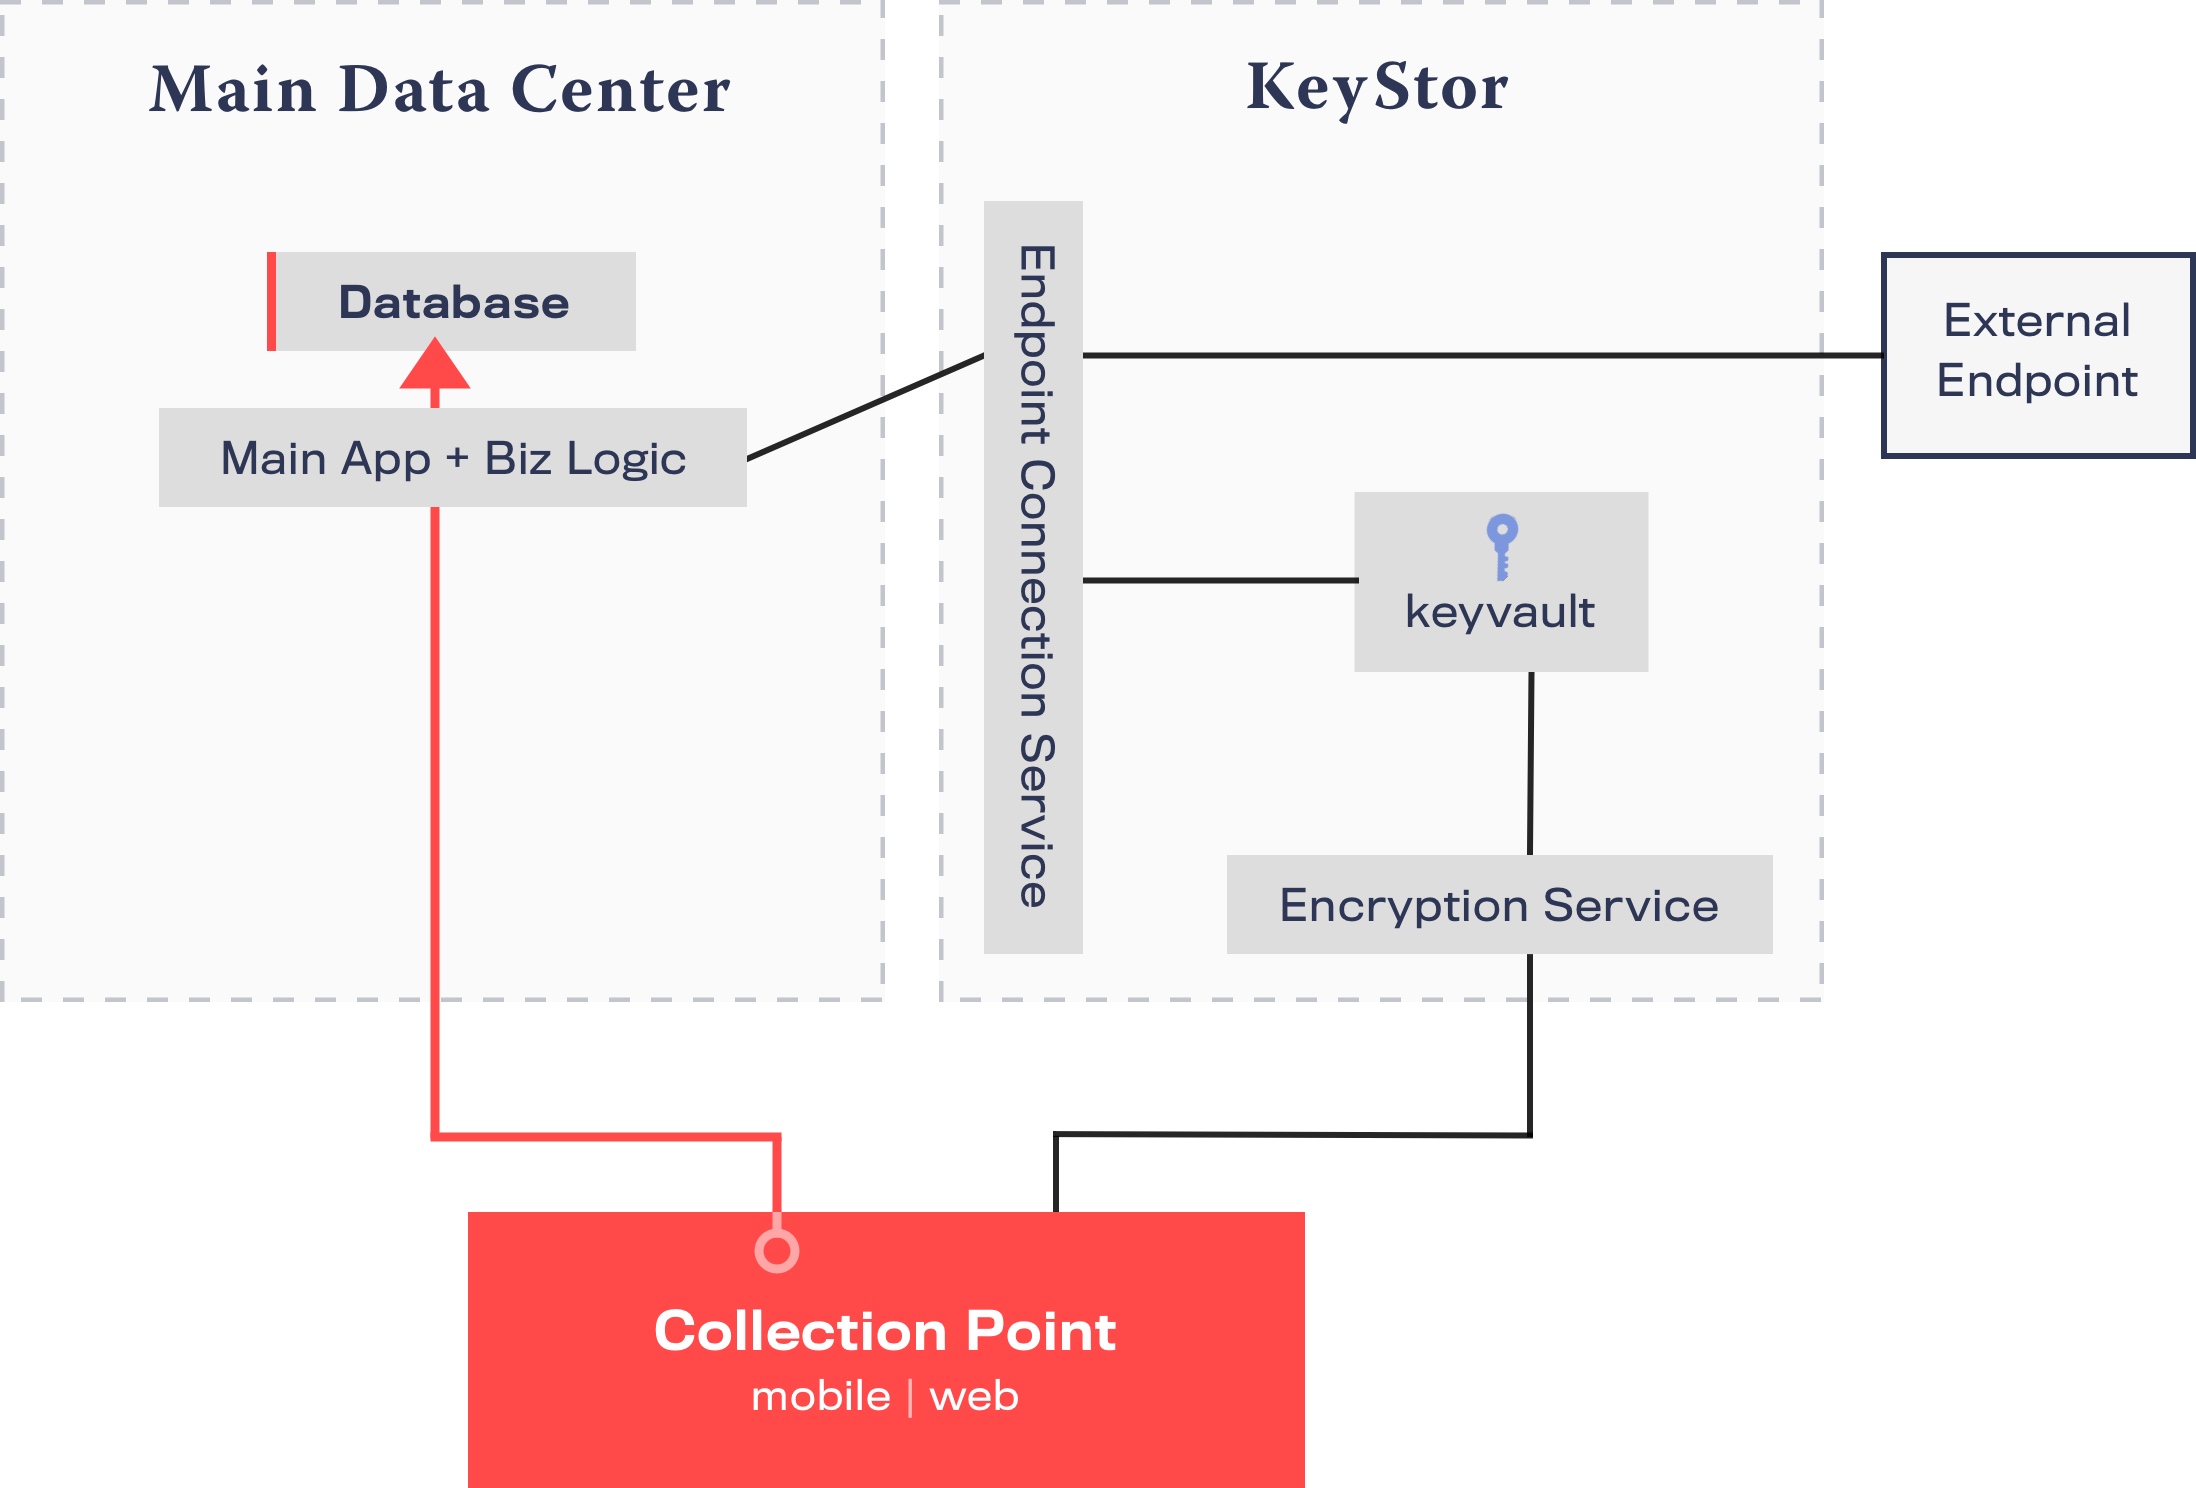 Main Data Center
KeyStor
Database
Main App + Biz Logic
Endpoint Connection Service
External
Endpoint
keyvault
Encryption Service
Collection Point
mobile | web